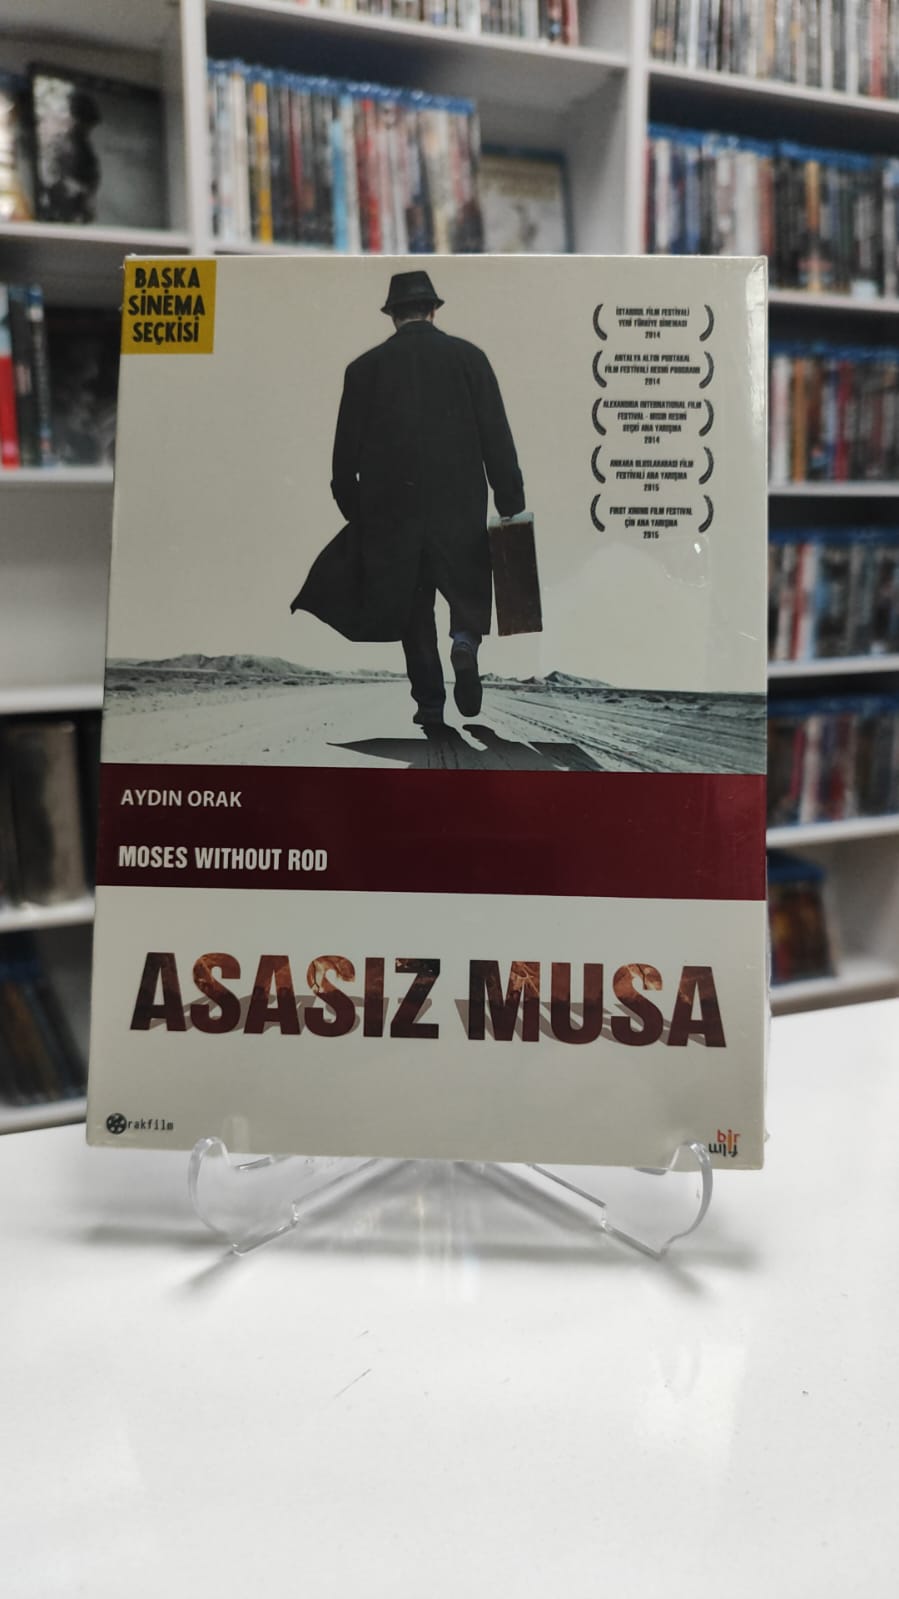 BAŞKA
SİNEMA
SEÇKİSİ
İSTANBUL FİLM FESTİVALİ
YENİ TÜRKİYE SİNEMASI
2014
ANTALYA ALTIN PORTAKAL
FİLM FESTİVALİ RESMİ PROGRAMI
2014
ALEXANDRIA INTERNATIONAL FILM
FESTIVAL - MISIR RESMİ
SEÇKİ ANA YARIŞMA
2014
ANKARA ULUSLARARASI FİLM
FESTİVALİ ANA YARIŞMA
2015
FIRST XINING FILM FESTIVAL
ÇİN ANA YARIŞMA
2015
AYDIN ORAK
MOSES WITHOUT ROD
ASASIZ MUSA
rakfilm
bir
film